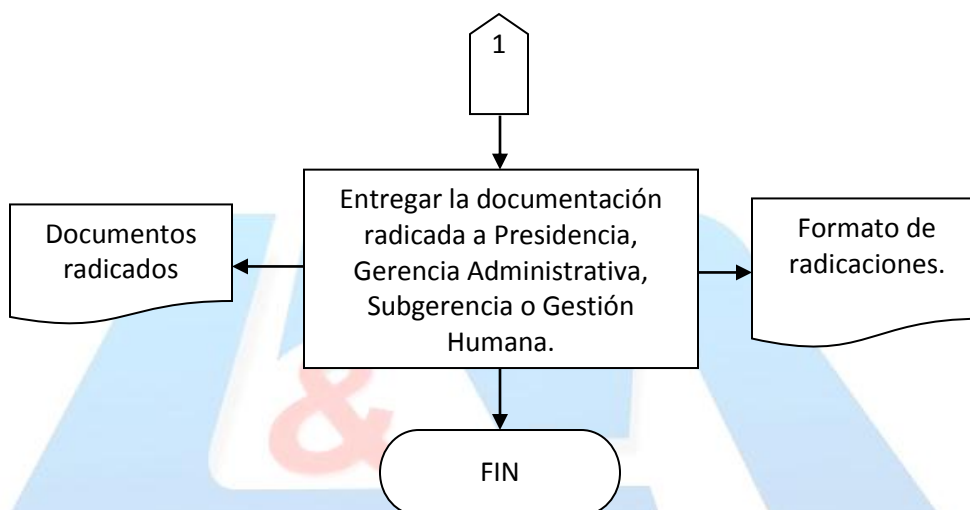 1
Entregar la documentación
radicada a Presidencia,
Gerencia Administrativa,
Subgerencia o Gestión
Humana.
Documentos
radicados
Formato de
radicaciones.
&
FIN